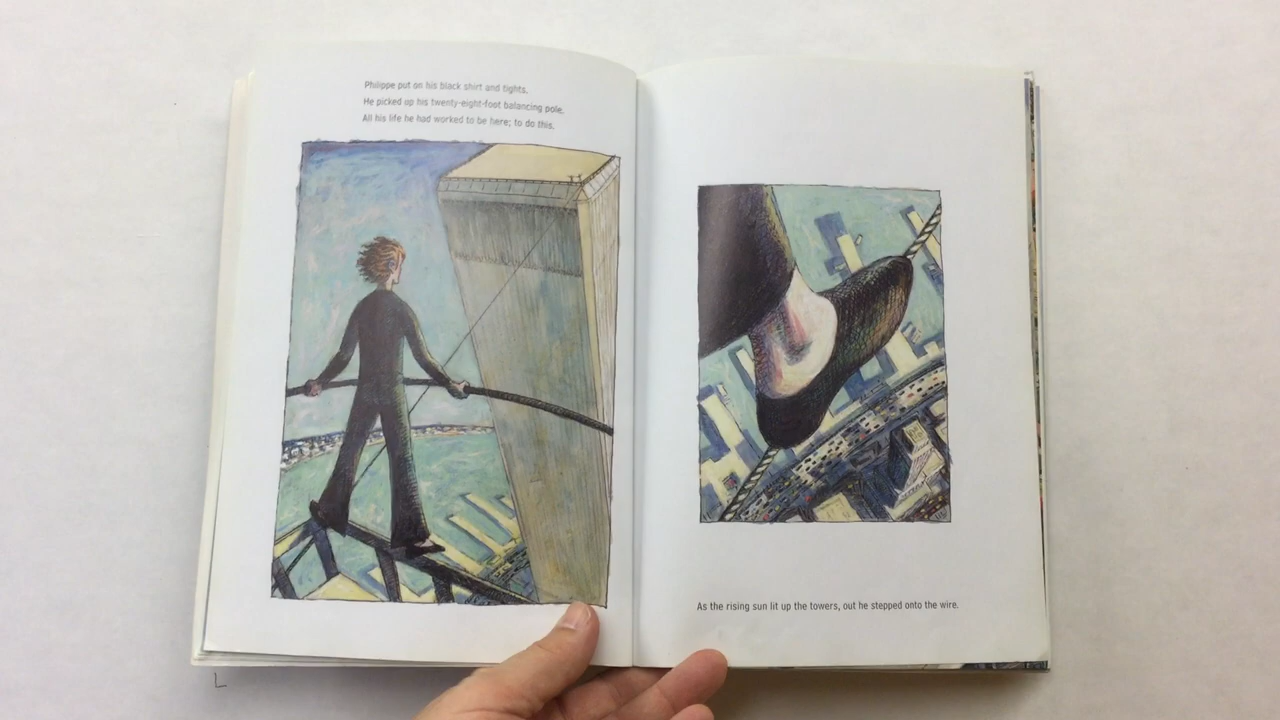 Philippe put on his black shirt and tights.
He picked up his twenty-eight-foot balancing pole.
All his life he had worked to be here; to do this.
As the rising sun lit up the towers, out he stepped onto the wire.
L